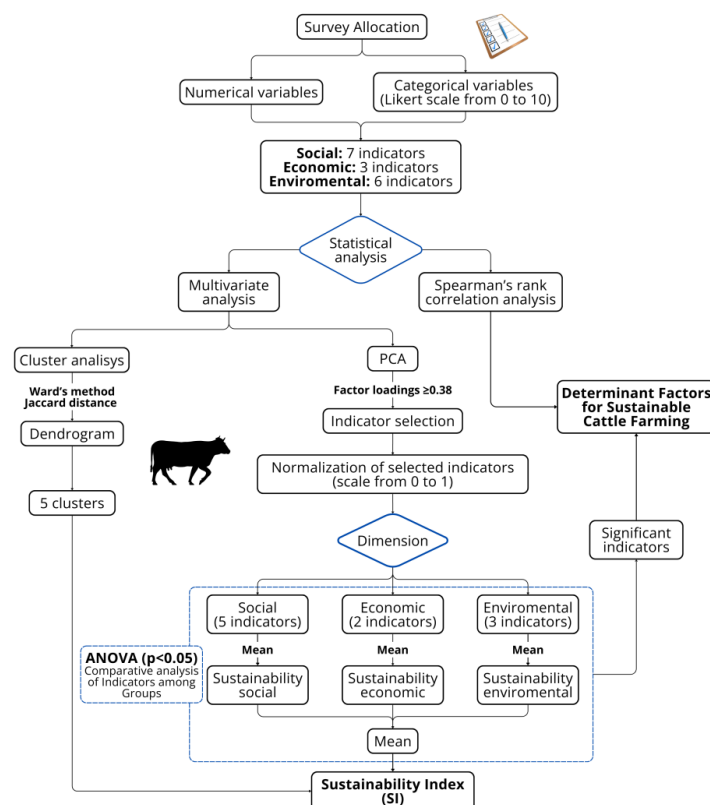 Survey Allocation
Numerical variables
Categorical variables
(Likert scale from 0 to 10)
Social: 7 indicators
Economic: 3 indicators
Enviromental: 6 indicators
Statistical
analysis
Multivariate
analysis
Spearman's rank
correlation analysis
Cluster analisys
PCA
Ward's method
Jaccard distance
Factor loadings ≥0.38
Determinant Factors
for Sustainable
Cattle Farming
Dendrogram
Indicator selection
Normalization of selected indicators
(scale from 0 to 1)
5 clusters
Dimension
Significant
indicators
Social
(5 indicators)
Economic
(2 indicators)
Enviromental
(3 indicators)
Mean
Mean
Mean
ANOVA (p<0.05)
Comparative analysis
of Indicators among
Groups
Sustainability
social
Sustainability
economic
Sustainability
enviromental
Mean
Sustainability Index
(SI)